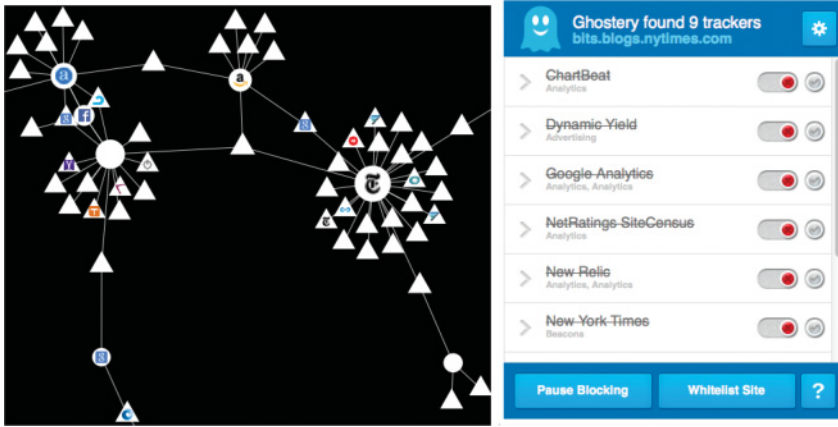 Ghostery found 9 trackers
bits.blogs.nytimes.com
ChartBeat
Analytics
Dynamic Yield
Advertising
Google Analytics
Analytics, Analytics
NetRatings SiteCensus
Analytics
New Relic
Analytics, Analytics
New York Times
Beacons
Pause Blocking
Whitelist Site
?